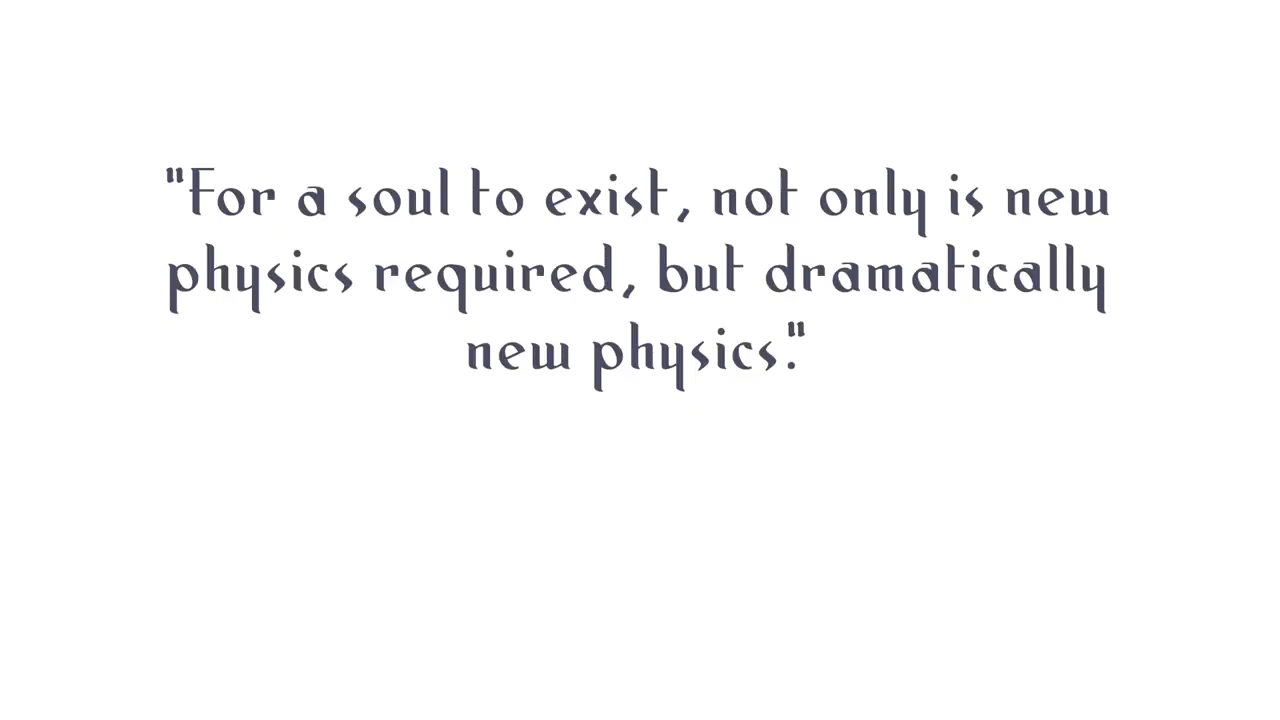 "For a soul to exist, not only is new
physics required, but dramatically
new physics."